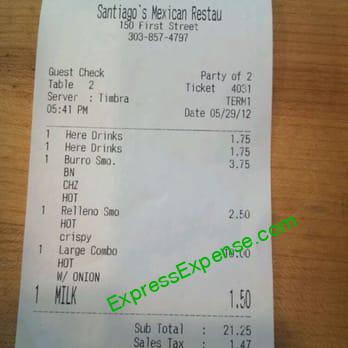 Santiago's Mexican Restau
150 First Street
303-857-4797
Guest Check Party of 2
Table 2 Ticket 4031
Server : Timbra TERM1
05:41 PM Date 05/29/12
1 Here Drinks 1.75
1 Here Drinks 1.75
1 Burro Smo. 3.75
BN
CHZ
HOT
1 Relleno Smo 2.50
HOT
crispy
1 Large Combo 10.00
HOT
W/ ONION
1 MILK 1.50
ExpressExpense.com
Sub Total : 21.25
Sales Tax : 1.47